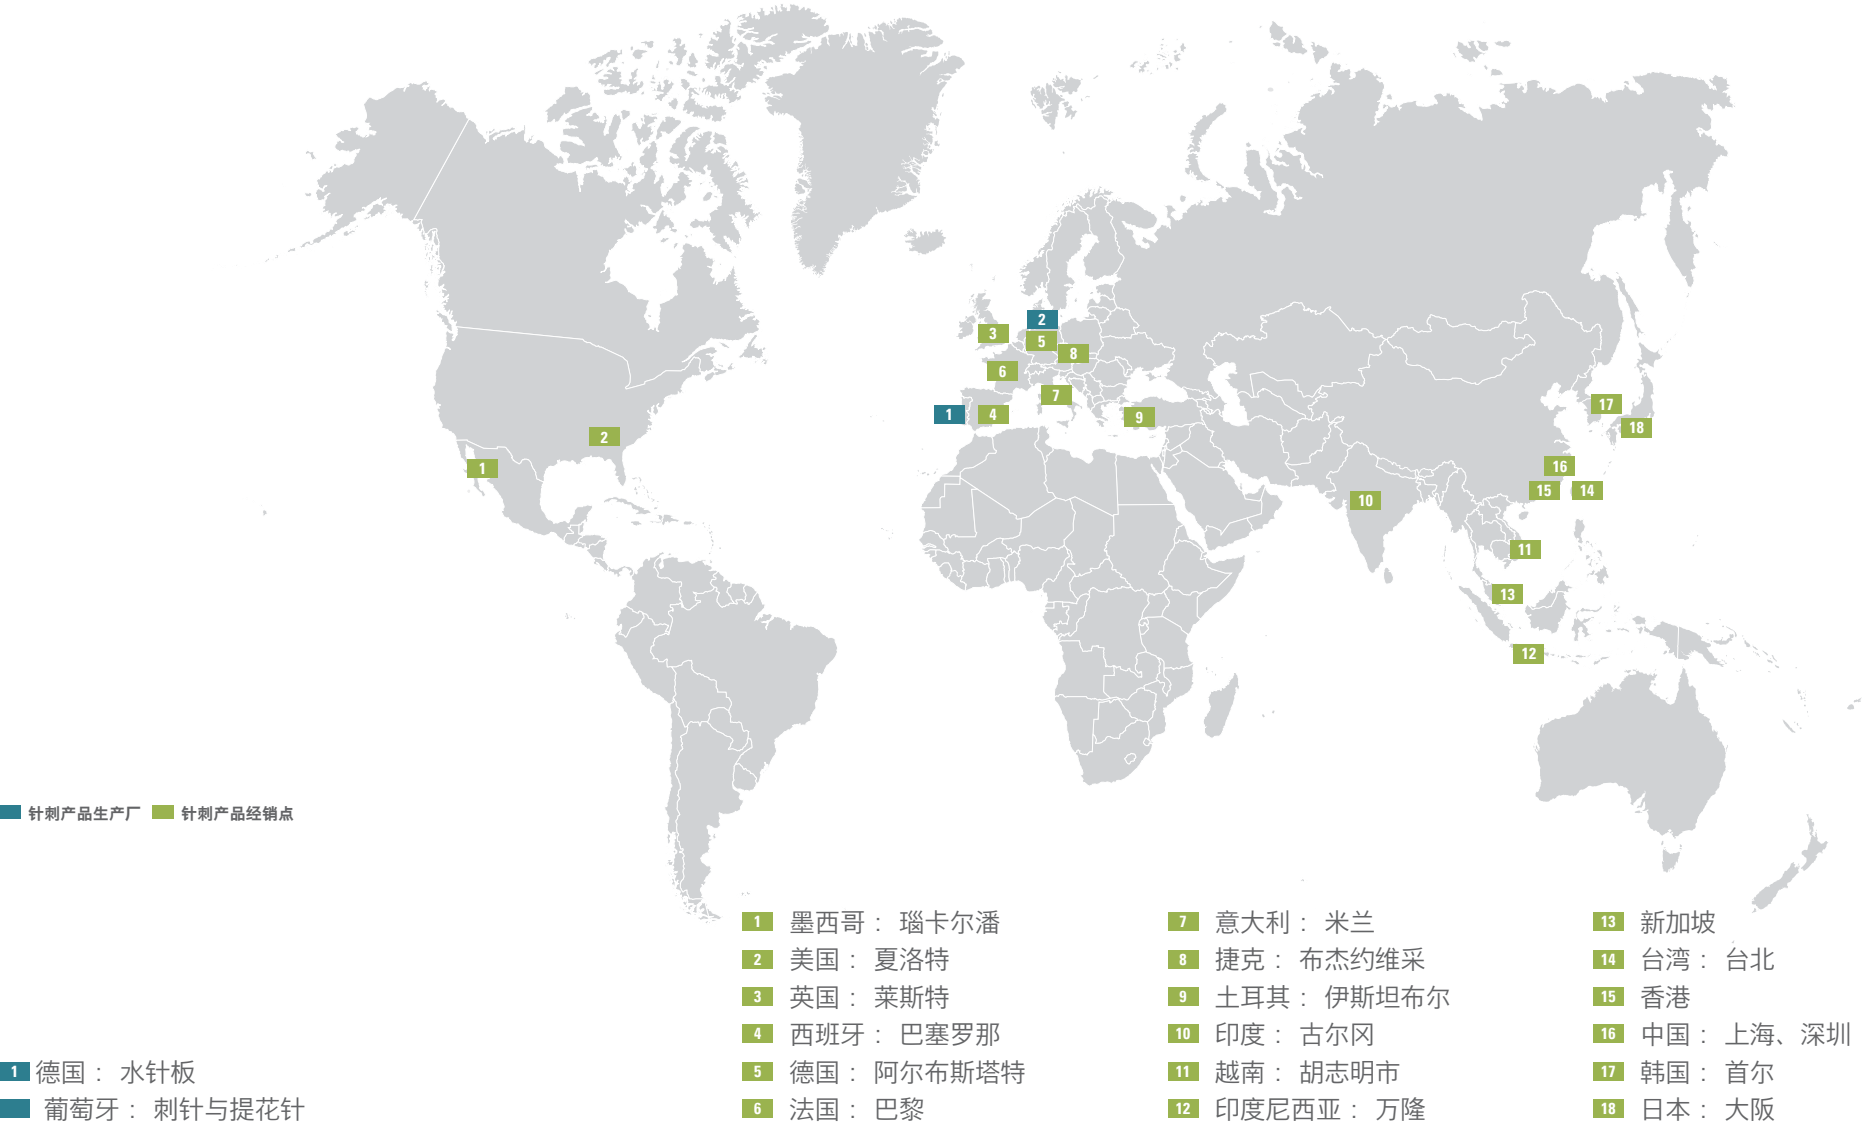 2
3
5
8
6
7
1
4
9
17
18
2
1
16
15
14
10
11
13
12
针刺产品生产厂 针刺产品经销点
1 德国： 水针板
葡萄牙： 刺针与提花针
1 墨西哥： 瑙卡尔潘
2 美国： 夏洛特
3 英国： 莱斯特
4 西班牙： 巴塞罗那
5 德国： 阿尔布斯塔特
6 法国： 巴黎
7 意大利： 米兰
8 捷克： 布杰约维采
9 土耳其： 伊斯坦布尔
10 印度： 古尔冈
11 越南： 胡志明市
12 印度尼西亚： 万隆
13 新加坡
14 台湾： 台北
15 香港
16 中国： 上海、深圳
17 韩国： 首尔
18 日本： 大阪